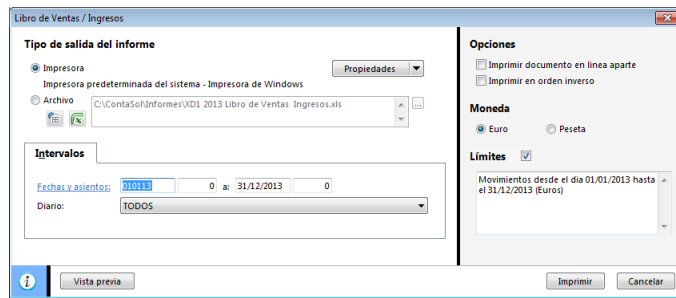 Libro de Ventas / Ingresos
Tipo de salida del informe
Impresora
Propiedades
Impresora predeterminada del sistema - Impresora de Windows
Archivo
C:\ContaSol\Informes\XD1 2013 Libro de Ventas Ingresos.xls
...
Intervalos
Fechas y asientos: 010113 0 a: 31/12/2013 0
Diario: TODOS
Opciones
Imprimir documento en linea aparte
Imprimir en orden inverso
Moneda
Euro Peseta
Límites
Movimientos desde el dia 01/01/2013 hasta
el 31/12/2013 (Euros)
Vista previa
Imprimir
Cancelar